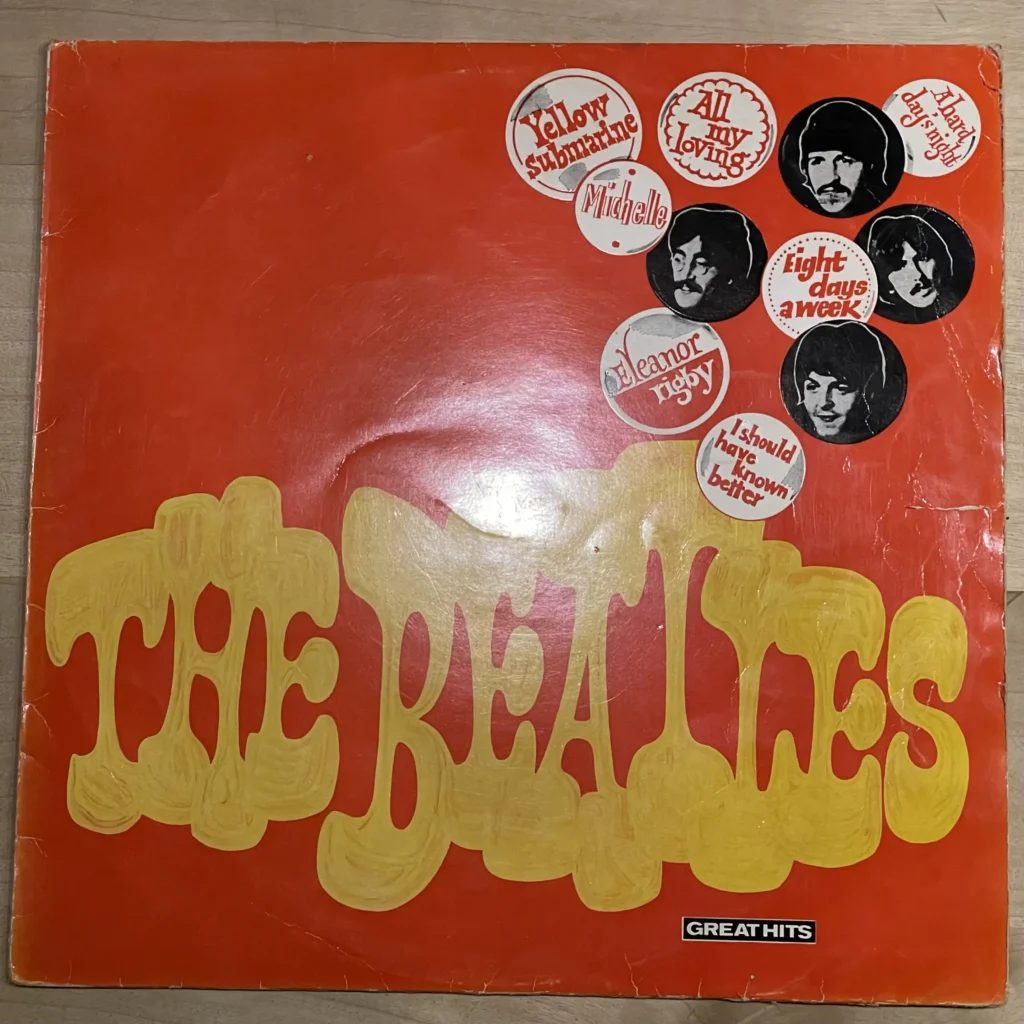 Yellow
submarine
All
my
loving
A hard
day's night
Michelle
Eight
days
a week
Eleanor
rigby
I should
have
known
better
THE BEATLES
GREAT HITS